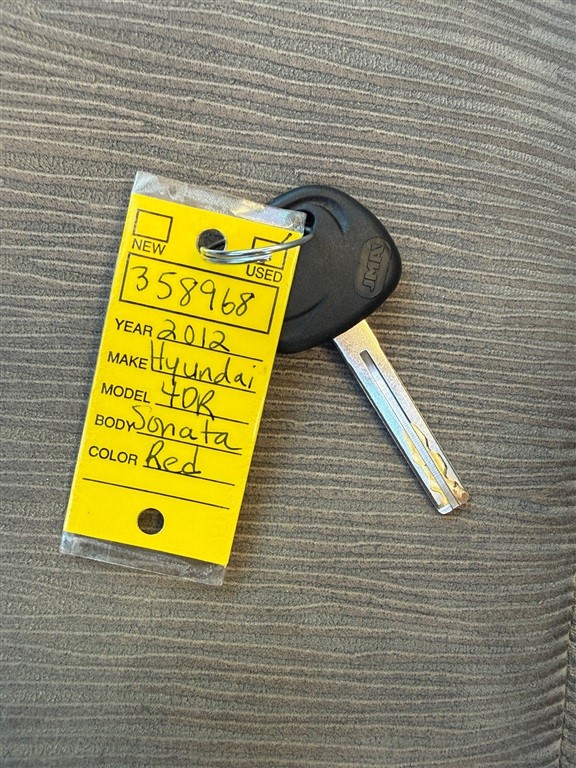 NEW
USED
358968
YEAR 2012
MAKE Hyundai
MODEL 4DR
BODY Sonata
COLOR Red
JMA